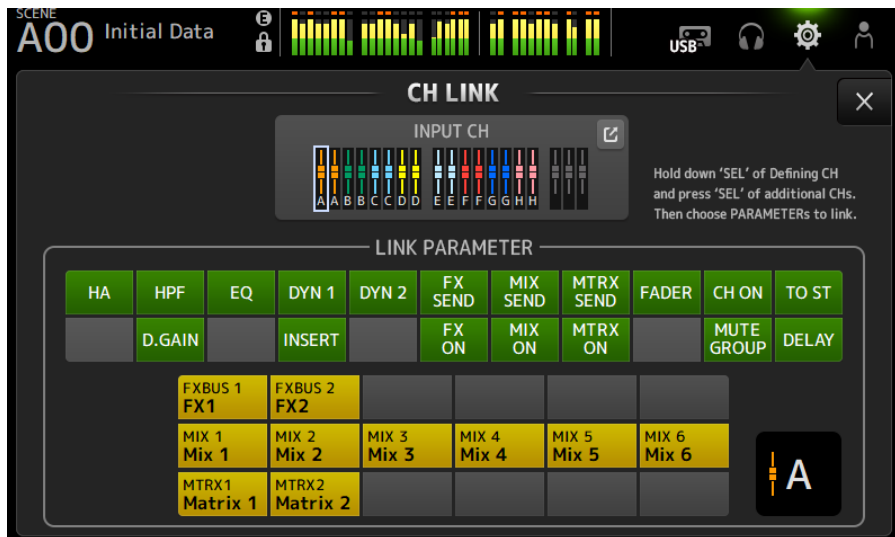 SCENE
A00 Initial Data E USB
CH LINK
INPUT CH
A A B B C C D D E E F F G G H H
Hold down ‘SEL’ of Defining CH
and press ‘SEL’ of additional CHs.
Then choose PARAMETERs to link.
LINK PARAMETER
HA HPF EQ DYN 1 DYN 2 FX SEND MIX SEND MTRX SEND FADER CH ON TO ST
D.GAIN INSERT FX ON MIX ON MTRX ON MUTE GROUP DELAY
FXBUS 1 FXBUS 2
FX1 FX2
MIX 1 MIX 2 MIX 3 MIX 4 MIX 5 MIX 6
Mix 1 Mix 2 Mix 3 Mix 4 Mix 5 Mix 6
MTRX1 MTRX2
Matrix 1 Matrix 2
A